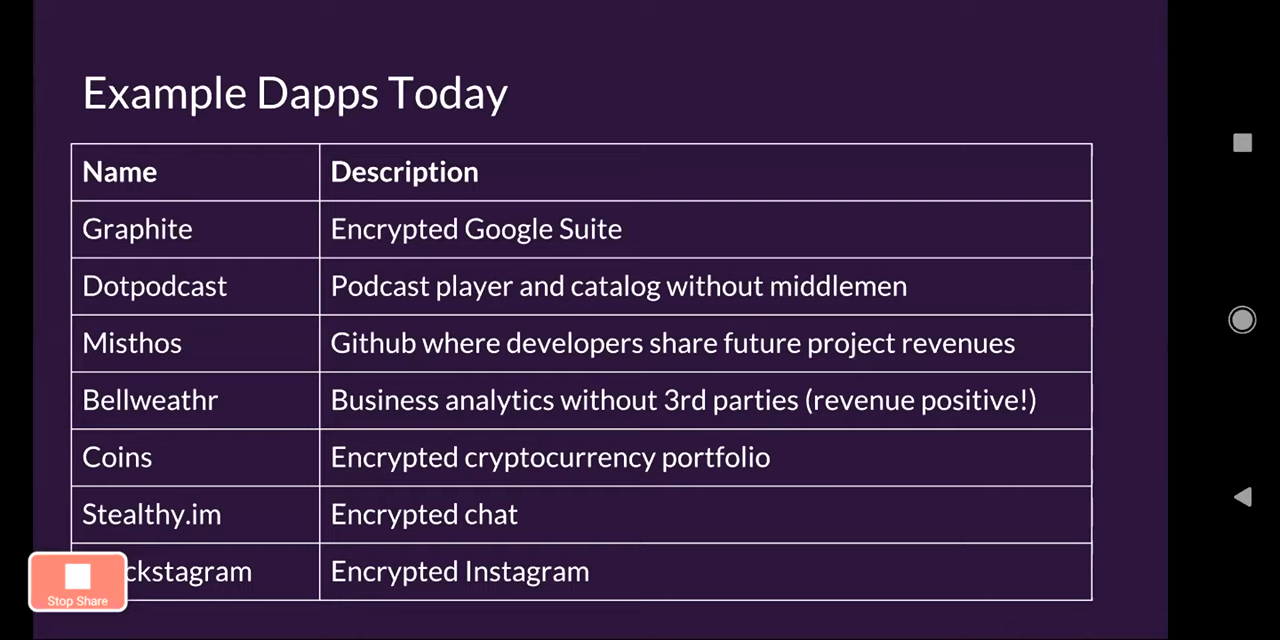 Example Dapps Today
Name Description
Graphite Encrypted Google Suite
Dotpodcast Podcast player and catalog without middlemen
Misthos Github where developers share future project revenues
Bellweathr Business analytics without 3rd parties (revenue positive!)
Coins Encrypted cryptocurrency portfolio
Stealthy.im Encrypted chat
Encrypted Instagram
Stop Share